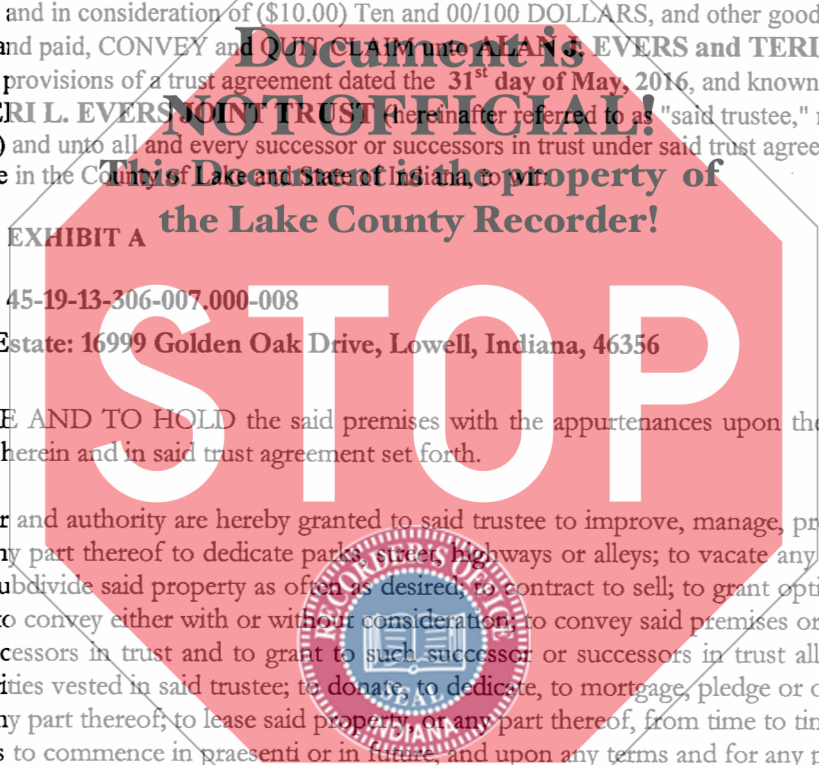 and in consideration of ($10.00) Ten and 00/100 DOLLARS, and other good
Document is
and paid, CONVEY and QUIT CLAIM unto ALAN J. EVERS and TERI
provisions of a trust agreement dated the 31st day of May, 2016, and known
RI L. EVERS JOINT TRUST (hereinafter referred to as "said trustee,"
NOT OFFICIAL!
) and unto all and every successor or successors in trust under said trust agree
e in the County of Lake and State of Indiana, to wit:
This Document is the property of
the Lake County Recorder!
EXHIBIT A
45-19-13-306-007.000-008
Estate: 16999 Golden Oak Drive, Lowell, Indiana, 46356
STOP
E AND TO HOLD the said premises with the appurtenances upon the
herein and in said trust agreement set forth.
r and authority are hereby granted to said trustee to improve, manage, pr
ny part thereof to dedicate parks, street, highways or alleys; to vacate any
ubdivide said property as often as desired; to contract to sell; to grant opti
o convey either with or without consideration; to convey said premises or
cessors in trust and to grant to such successor or successors in trust all
ities vested in said trustee; to donate, to dedicate, to mortgage, pledge or o
ny part thereof; to lease said property, or any part thereof, from time to tim
s to commence in praesenti or in future, and upon any terms and for any p
RECORDER'S OFFICE
SEAL
INDIANA